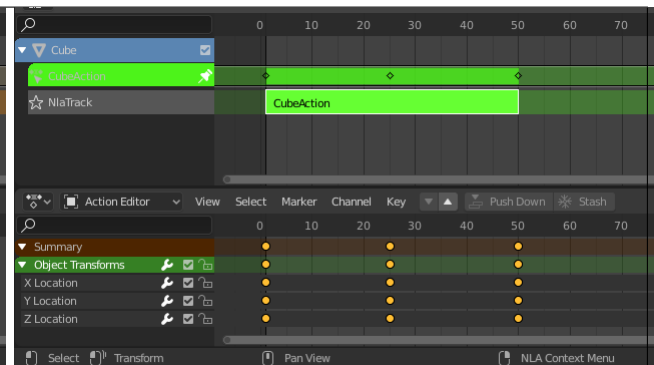 0 10 20 30 40 50 60 70
Cube
CubeAction
NlaTrack CubeAction
Action Editor View Select Marker Channel Key Push Down Stash
0 10 20 30 40 50 60 70
Summary
Object Transforms
X Location
Y Location
Z Location
Select Transform Pan View NLA Context Menu